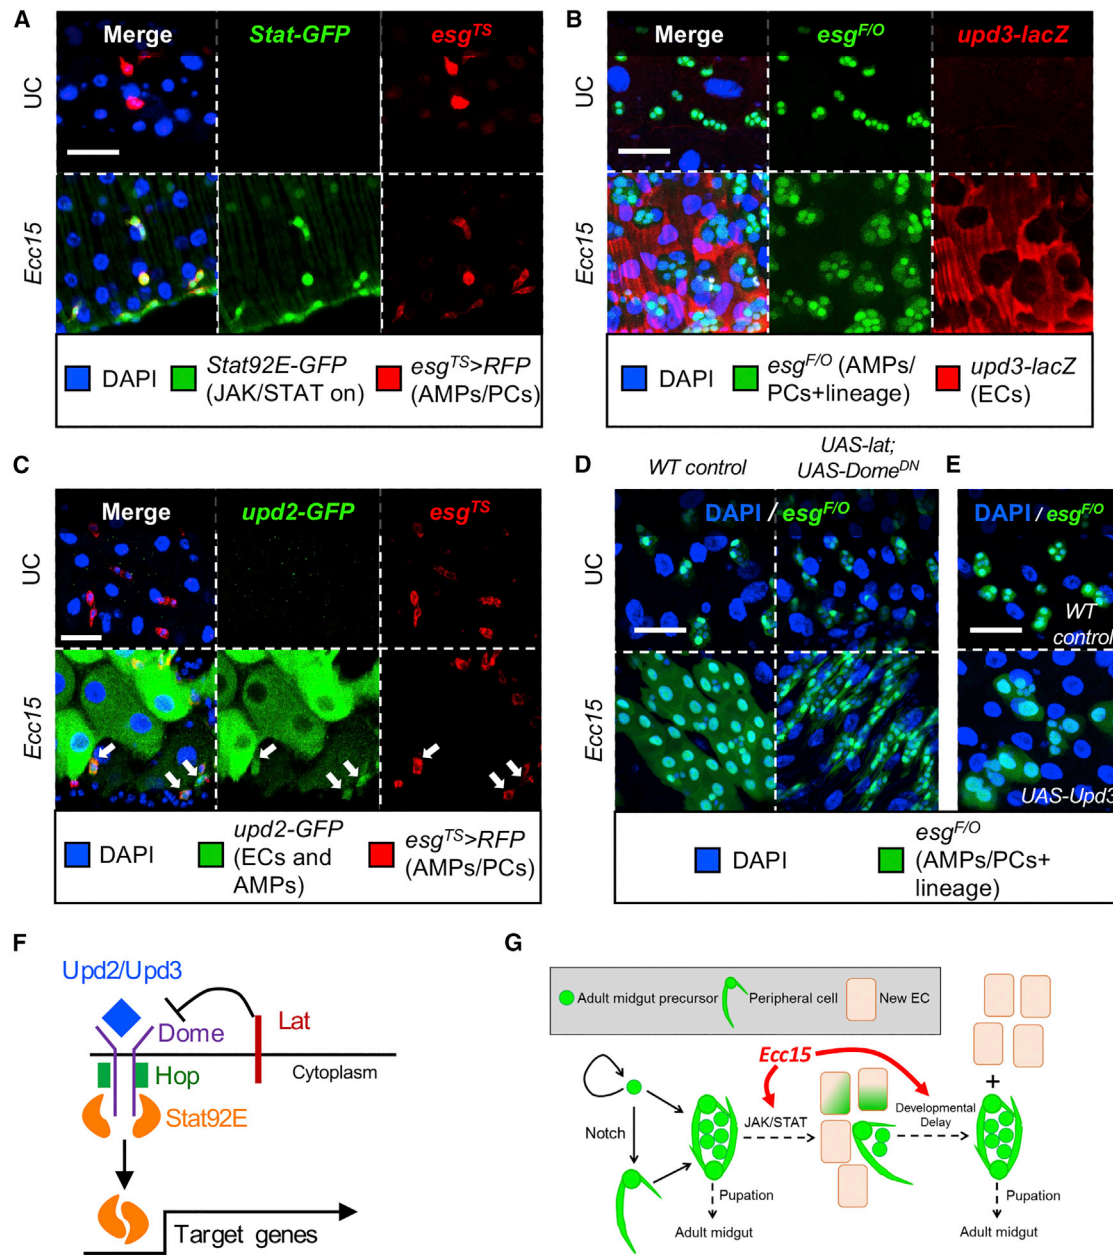 A
Merge
Stat-GFP
esgTS
UC
Ecc15
DAPI
Stat92E-GFP
(JAK/STAT on)
esgTS>RFP
(AMPs/PCs)
B
Merge
esgF/O
upd3-lacZ
UC
Ecc15
DAPI
esgF/O (AMPs/
PCs+lineage)
upd3-lacZ
(ECs)
C
Merge
upd2-GFP
esgTS
UC
Ecc15
DAPI
upd2-GFP
(ECs and
AMPs)
esgTS>RFP
(AMPs/PCs)
D
WT control
UAS-lat;
UAS-DomeDN
DAPI / esgF/O
UC
Ecc15
E
DAPI / esgF/O
WT
control
UAS-Upd3
DAPI
esgF/O
(AMPs/PCs+
lineage)
F
Upd2/Upd3
Dome
Lat
Hop
Cytoplasm
Stat92E
Target genes
G
Adult midgut precursor
Peripheral cell
New EC
Ecc15
Notch
JAK/STAT
Developmental
Delay
+
Pupation
Adult midgut
Pupation
Adult midgut